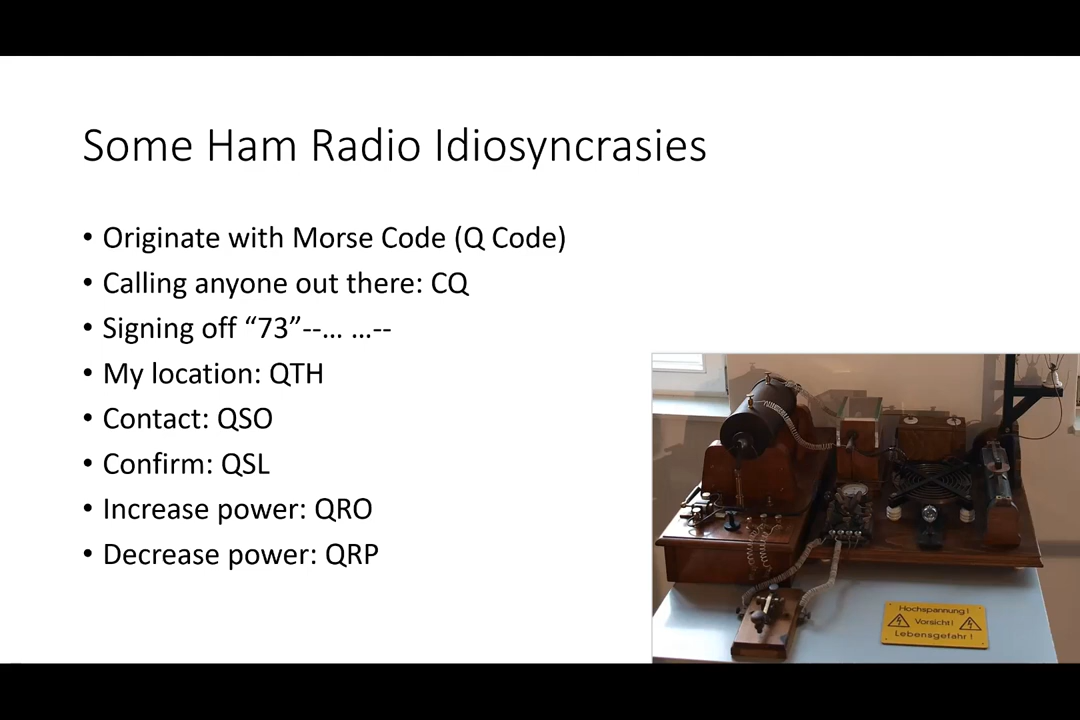 Some Ham Radio Idiosyncrasies
• Originate with Morse Code (Q Code)
• Calling anyone out there: CQ
• Signing off “73”--... ...--
• My location: QTH
• Contact: QSO
• Confirm: QSL
• Increase power: QRO
• Decrease power: QRP
Hochspannung!
Vorsicht!
Lebensgefahr!